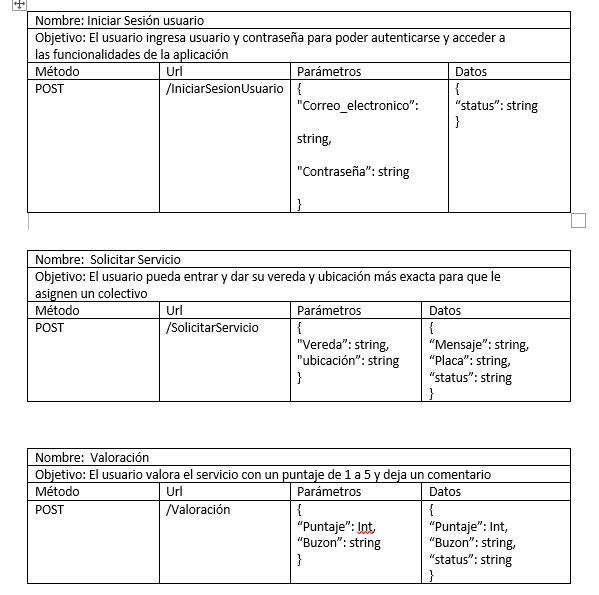 Nombre: Iniciar Sesión usuario
Objetivo: El usuario ingresa usuario y contraseña para poder autenticarse y acceder a
las funcionalidades de la aplicación
Método Url Parámetros Datos
POST /IniciarSesionUsuario { {
"Correo_electronico”: “status”: string
}
string,
"Contraseña”: string
}
Nombre:  Solicitar Servicio
Objetivo: El usuario pueda entrar y dar su vereda y ubicación más exacta para que le
asignen un colectivo
Método Url Parámetros Datos
POST /SolicitarServicio { {
"Vereda”: string, “Mensaje”: string,
"ubicación”: string “Placa”: string,
} “status”: string
}
Nombre:  Valoración
Objetivo: El usuario valora el servicio con un puntaje de 1 a 5 y deja un comentario
Método Url Parámetros Datos
POST /Valoración { {
“Puntaje”: Int, “Puntaje”: Int,
“Buzon”: string “Buzon”: string,
} “status”: string
}